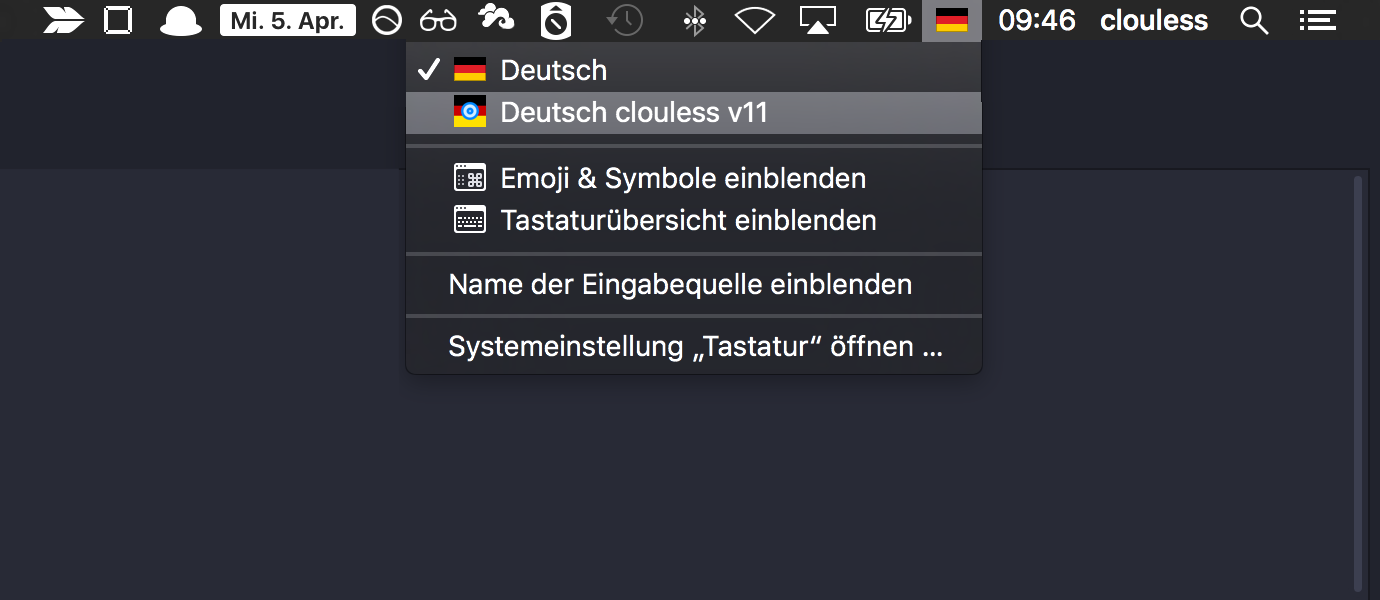 Mi. 5. Apr. 09:46 clouless
Deutsch
Deutsch clouless v11
Emoji & Symbole einblenden
Tastaturübersicht einblenden
Name der Eingabequelle einblenden
Systemeinstellung „Tastatur“ öffnen ...